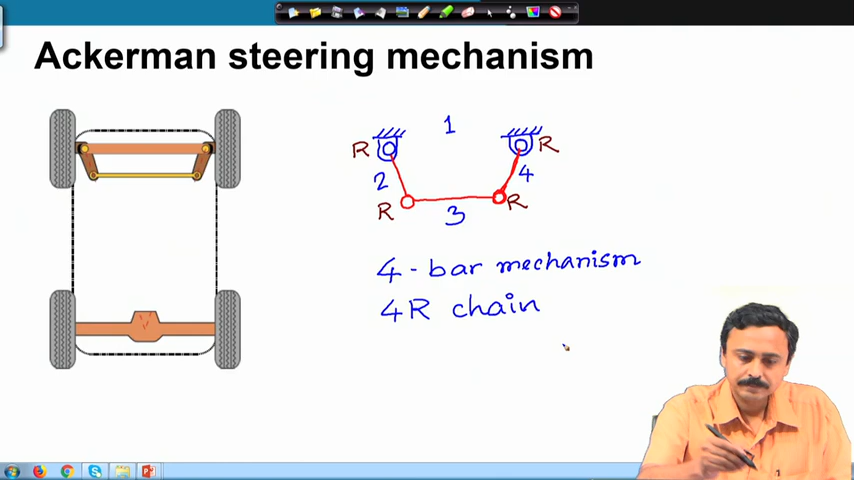 Ackerman steering mechanism
1
R
R
2
4
R
3
R
4-bar mechanism
4R chain